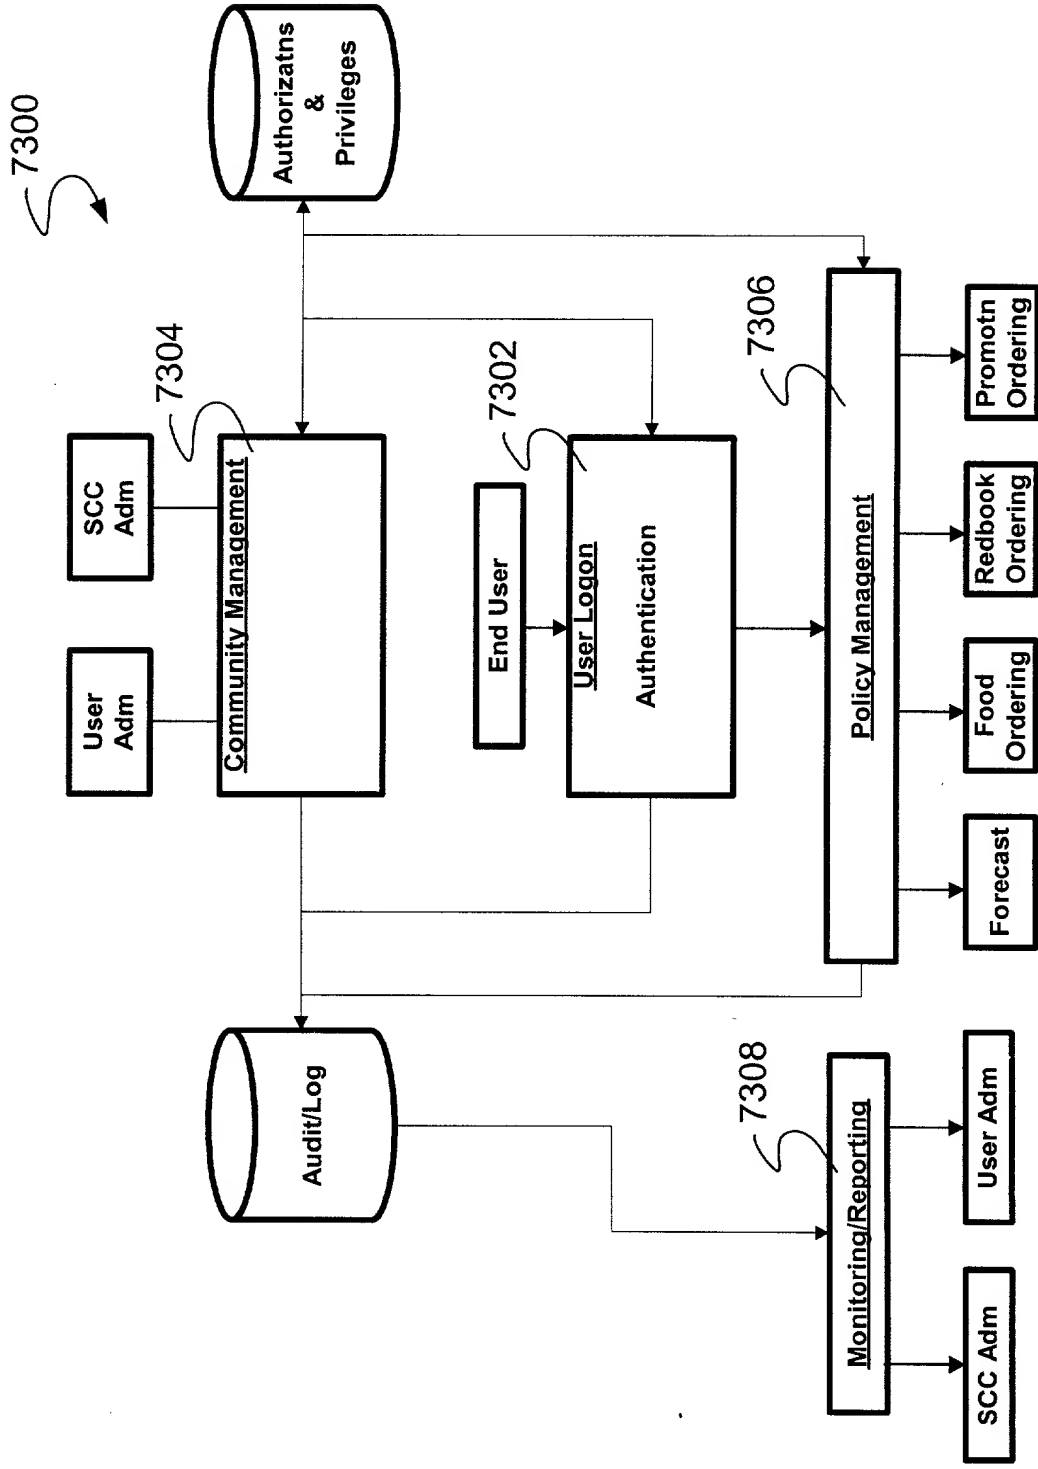 7300
User
Adm
SCC
Adm
7304
Community Management
Audit/Log
Authorizatns
&
Privileges
End User
7302
User Logon
Authentication
7308
7306
Monitoring/Reporting
Policy Management
SCC Adm
User Adm
Forecast
Food
Ordering
Redbook
Ordering
Promotn
Ordering